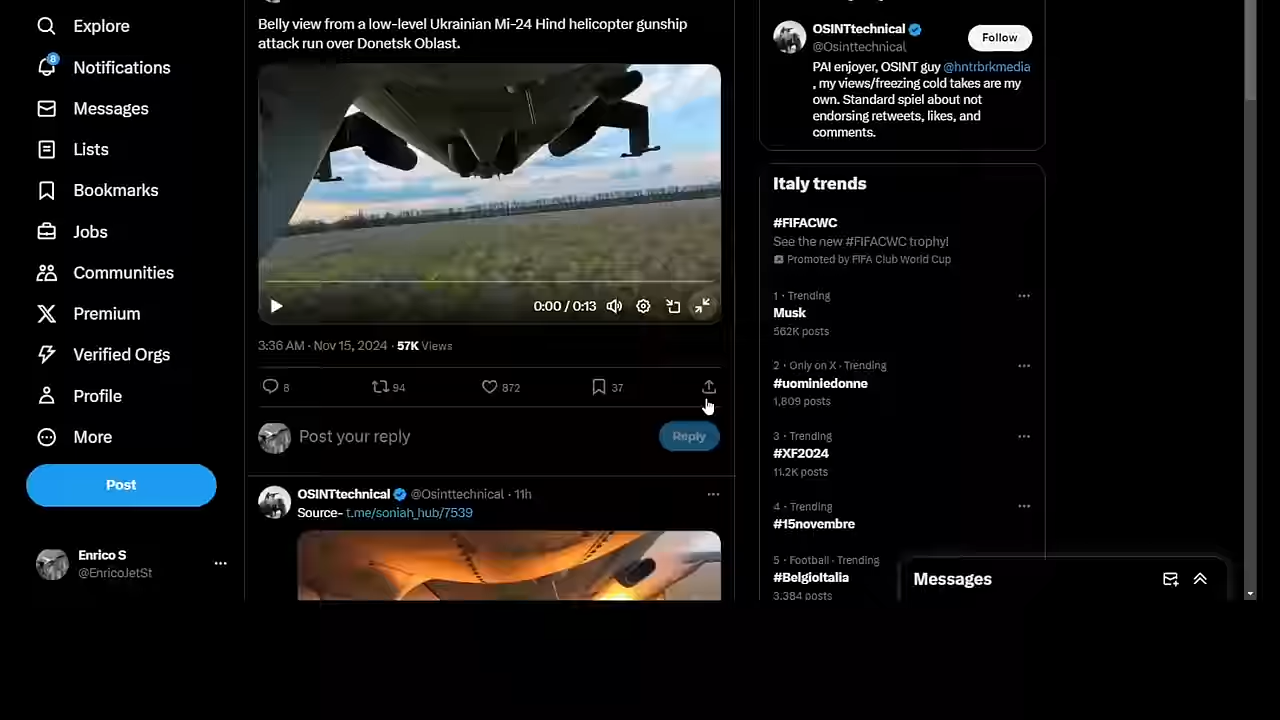 Explore
8
Notifications
Messages
Lists
Bookmarks
Jobs
Communities
Premium
Verified Orgs
Profile
More
Post
Enrico S
@EnricoJetSt
Belly view from a low-level Ukrainian Mi-24 Hind helicopter gunship
attack run over Donetsk Oblast.
0:00 / 0:13
3:36 AM · Nov 15, 2024 · 57K Views
8 94 872 37
Post your reply
Reply
OSINTtechnical @Osinttechnical · 11h
Source- t.me/soniah_hub/7539
OSINTtechnical
@Osinttechnical
Follow
PAI enjoyer, OSINT guy @hntrbrkmedia
, my views/freezing cold takes are my
own. Standard spiel about not
endorsing retweets, likes, and
comments.
Italy trends
#FIFACWC
See the new #FIFACWC trophy!
Promoted by FIFA Club World Cup
1 · Trending
Musk
562K posts
2 · Only on X · Trending
#uominiedonne
1,809 posts
3 · Trending
#XF2024
11.2K posts
4 · Trending
#15novembre
5 · Football · Trending
#BelgioItalia
3,384 posts
Messages